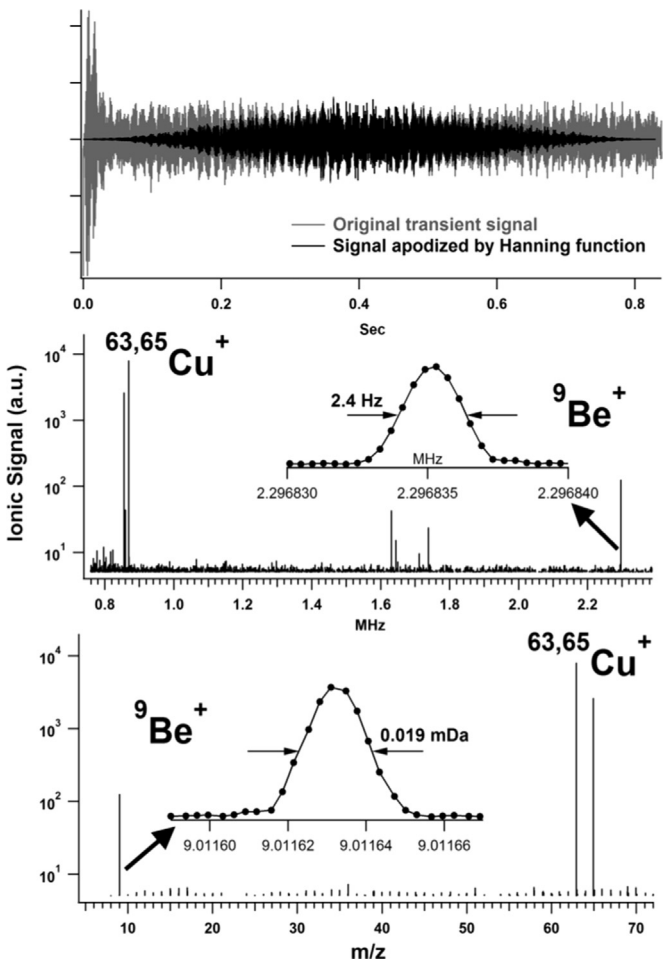 Original transient signal
Signal apodized by Hanning function
0.0 0.2 0.4 0.6 0.8
Sec
Ionic Signal (a.u.)
63,65Cu+
10⁴
10³
10²
10¹
2.4 Hz
9Be+
MHz
2.296830 2.296835 2.296840
0.8 1.0 1.2 1.4 1.6 1.8 2.0 2.2
MHz
63,65Cu+
10⁴
10³
10²
10¹
9Be+
0.019 mDa
9.01160 9.01162 9.01164 9.01166
10 20 30 40 50 60 70
m/z